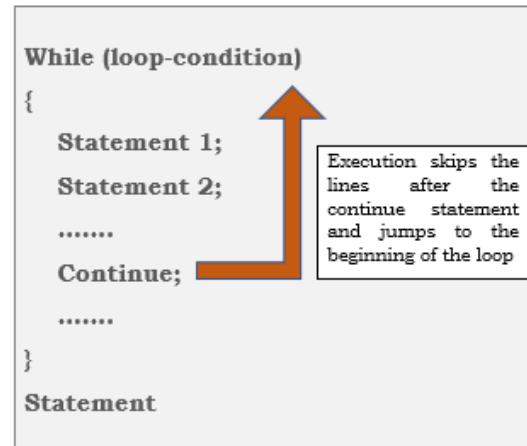 While (loop-condition)
{
Statement 1;
Statement 2;
.......
Continue;
.......
}
Statement
Execution skips the
lines after the
continue statement
and jumps to the
beginning of the loop